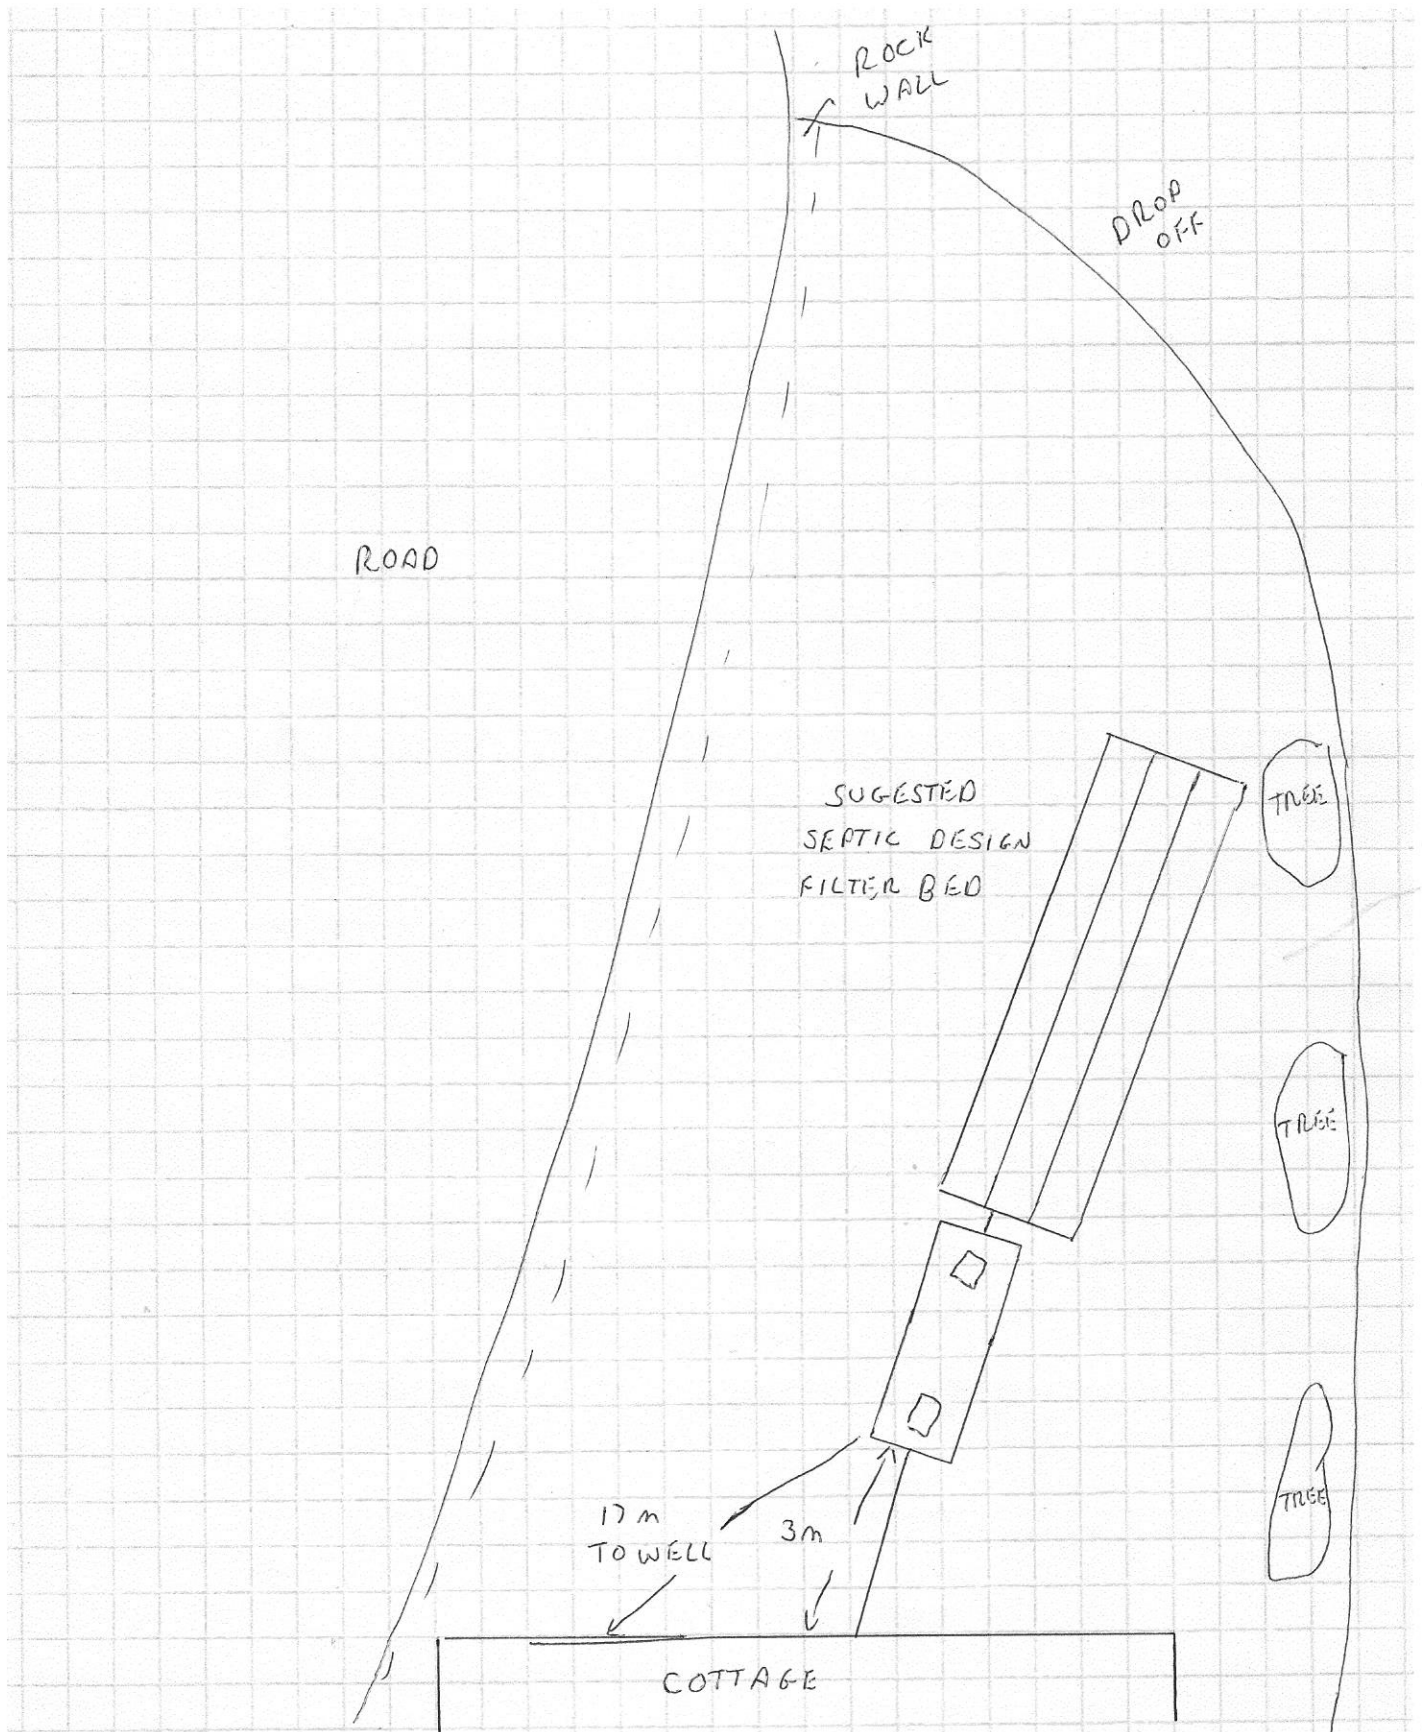 ROCK
WALL
DROP
OFF
ROAD
SUGESTED
SEPTIC DESIGN
FILTER BED
TREE
TREE
17 m
TO WELL
3m
TREE
COTTAGE